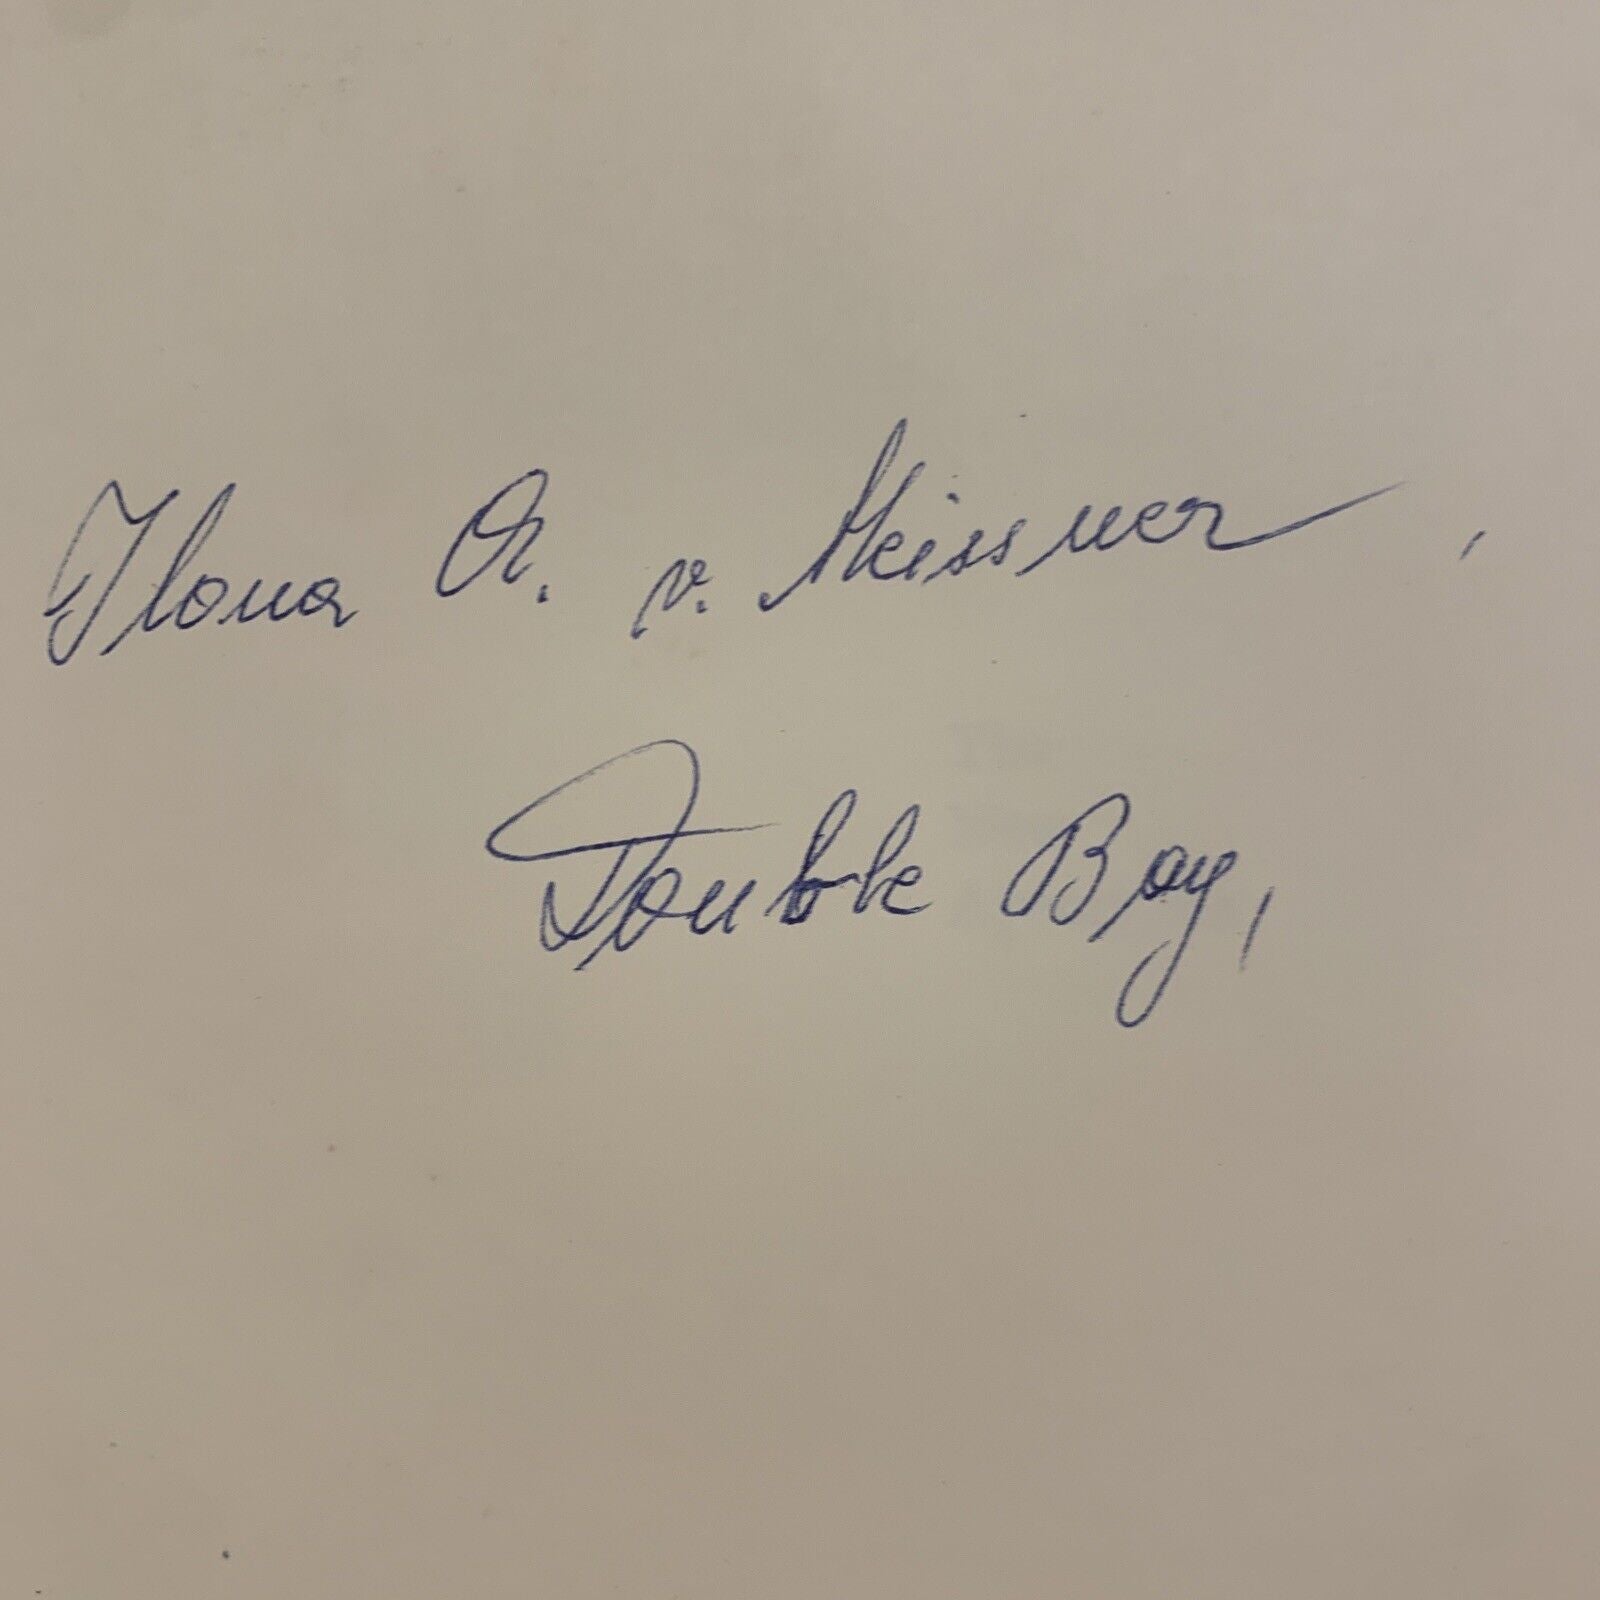 Ilona A. v. Meissner,
Double Bay,